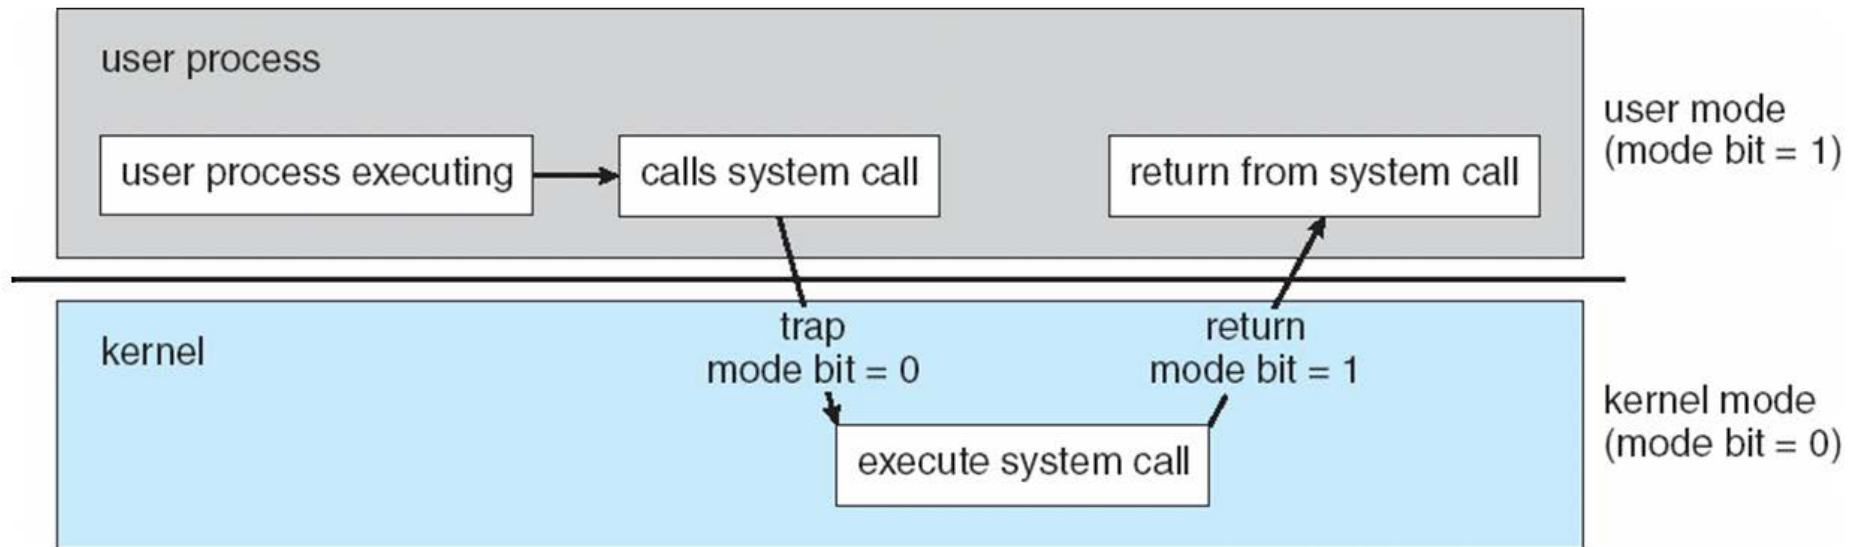 user process
user process executing
calls system call
return from system call
user mode
(mode bit = 1)
kernel
trap
mode bit = 0
return
mode bit = 1
execute system call
kernel mode
(mode bit = 0)